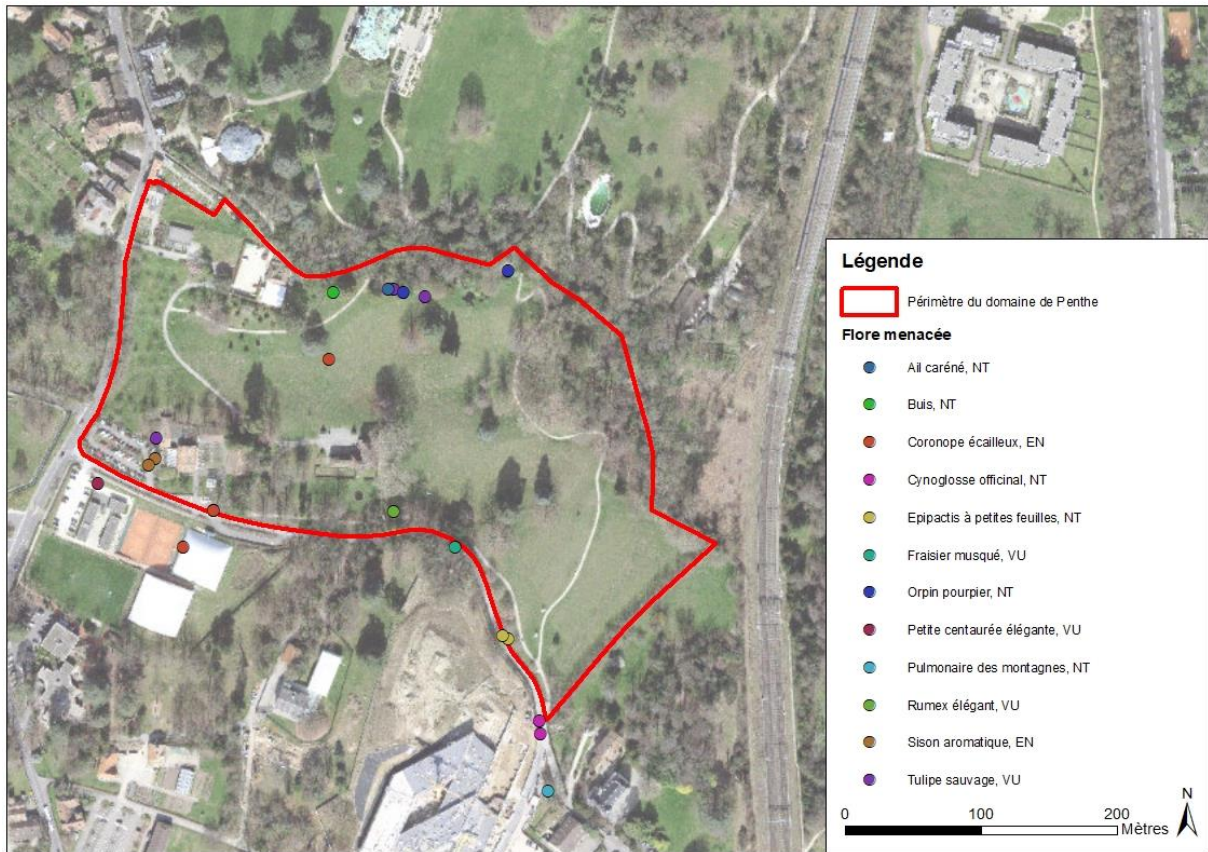 Légende
Périmètre du domaine de Penthe
Flore menacée
Ail caréné, NT
Buis, NT
Coronope écailleux, EN
Cynoglosse officinal, NT
Epipactis à petites feuilles, NT
Fraisier musqué, VU
Orpin pourpier, NT
Petite centaurée élégante, VU
Pulmonaire des montagnes, NT
Rumex élégant, VU
Sison aromatique, EN
Tulipe sauvage, VU
N
0 100 200
Mètres